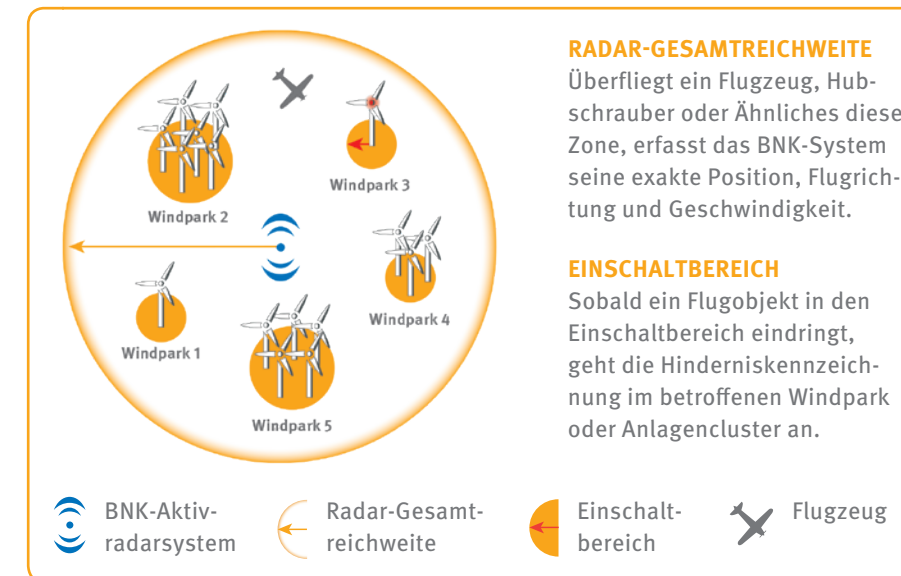 RADAR-GESAMTREICHWEITE
Überfliegt ein Flugzeug, Hub-
schrauber oder Ähnliches diese
Zone, erfasst das BNK-System
seine exakte Position, Flugrich-
tung und Geschwindigkeit.
EINSCHALTBEREICH
Sobald ein Flugobjekt in den
Einschaltbereich eindringt,
geht die Hinderniskennzeich-
nung im betroffenen Windpark
oder Anlagencluster an.
Windpark 3
Windpark 2
Windpark 4
Windpark 1
Windpark 5
BNK-Aktiv-
radarsystem
Radar-Gesamt-
reichweite
Einschalt-
bereich
Flugzeug